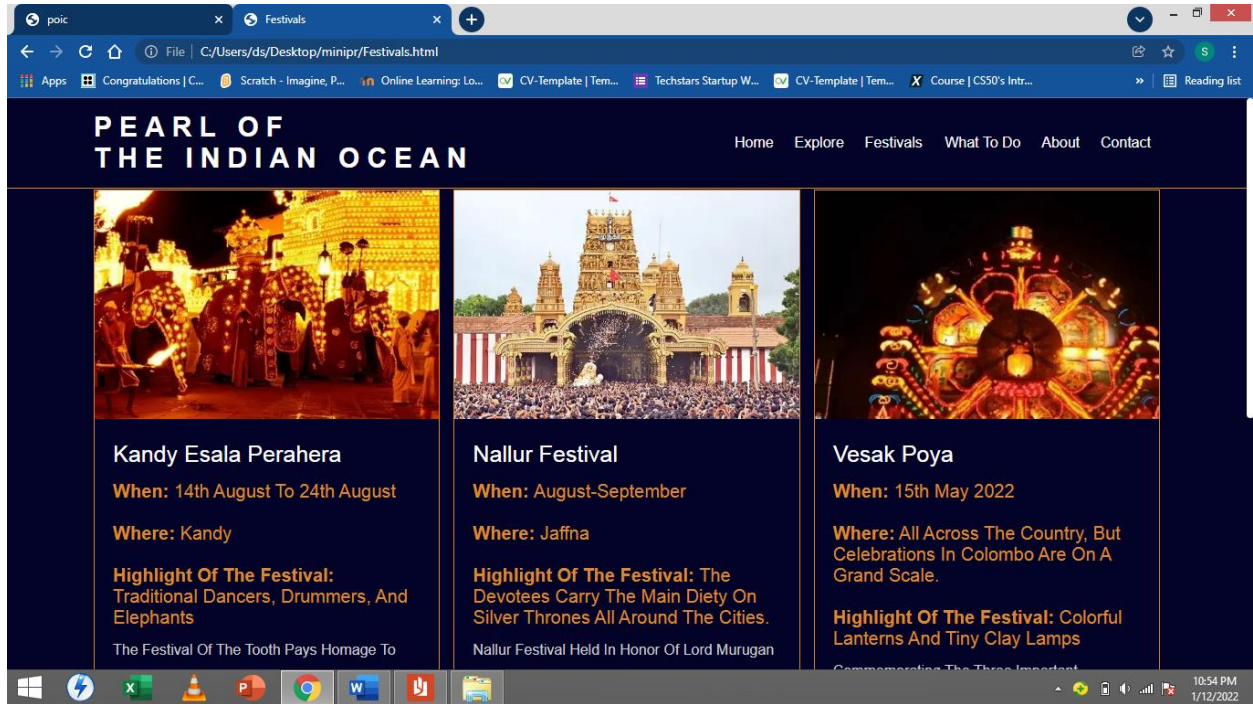 poic
Festivals
File | C:/Users/ds/Desktop/minipr/Festivals.html
Apps
Congratulations | C...
Scratch - Imagine, P...
Online Learning: Lo...
CV-Template | Tem...
Techstars Startup W...
CV-Template | Tem...
Course | CS50's Intr...
Reading list
PEARL OF
THE INDIAN OCEAN
Home Explore Festivals What To Do About Contact
Kandy Esala Perahera
When: 14th August To 24th August
Where: Kandy
Highlight Of The Festival:
Traditional Dancers, Drummers, And
Elephants
The Festival Of The Tooth Pays Homage To
Nallur Festival
When: August-September
Where: Jaffna
Highlight Of The Festival: The
Devotees Carry The Main Diety On
Silver Thrones All Around The Cities.
Nallur Festival Held In Honor Of Lord Murugan
Vesak Poya
When: 15th May 2022
Where: All Across The Country, But
Celebrations In Colombo Are On A
Grand Scale.
Highlight Of The Festival: Colorful
Lanterns And Tiny Clay Lamps
Commemorating The Three Important
10:54 PM
1/12/2022